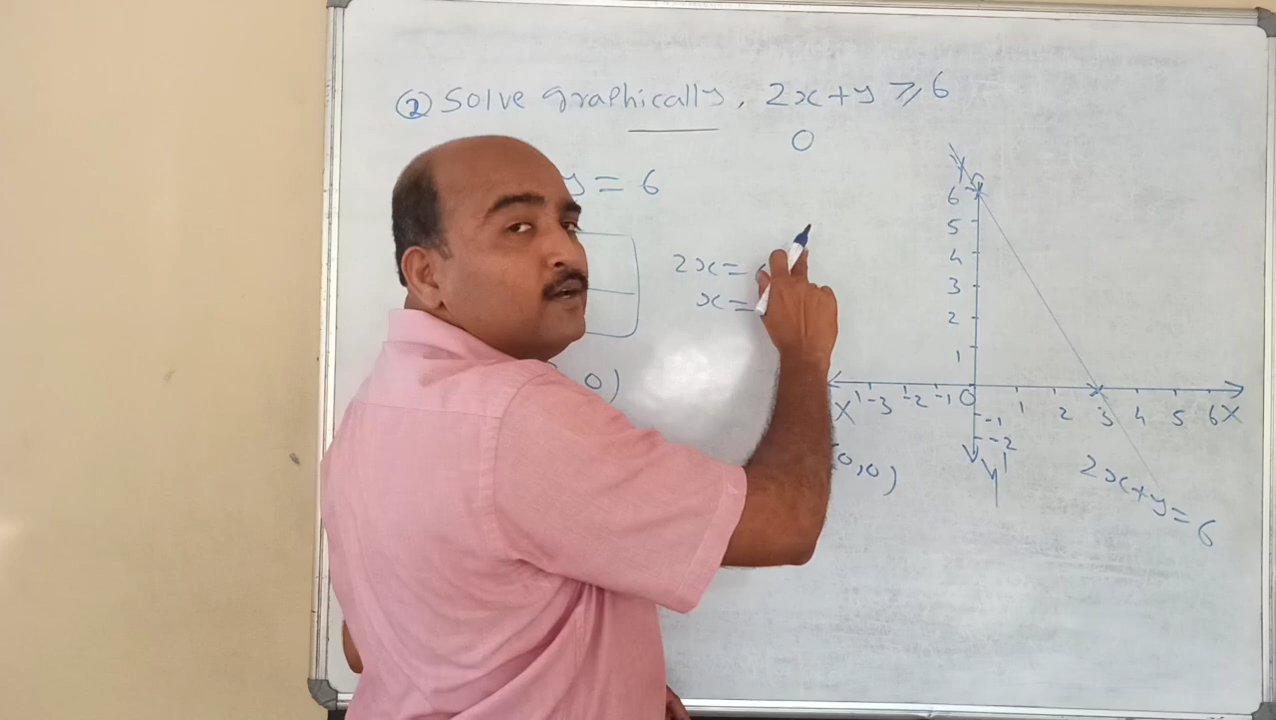 ② Solve graphically, 2x+y ≥ 6
0
y = 6
2x =
x =
0)
0,0)
Y
6
5
4
3
2
1
X' -3 -2 -1 0 1 2 3 4 5 6 X
-1
-2
Y'
2x+y=6